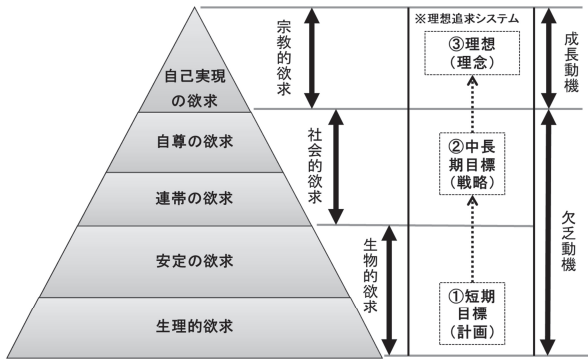 自己実現
の欲求
自尊の欲求
連帯の欲求
安定の欲求
生理的欲求
宗教的欲求
社会的欲求
生物的欲求
※理想追求システム
③理想
（理念）
②中長
期目標
（戦略）
①短期
目標
（計画）
成長動機
欠乏動機